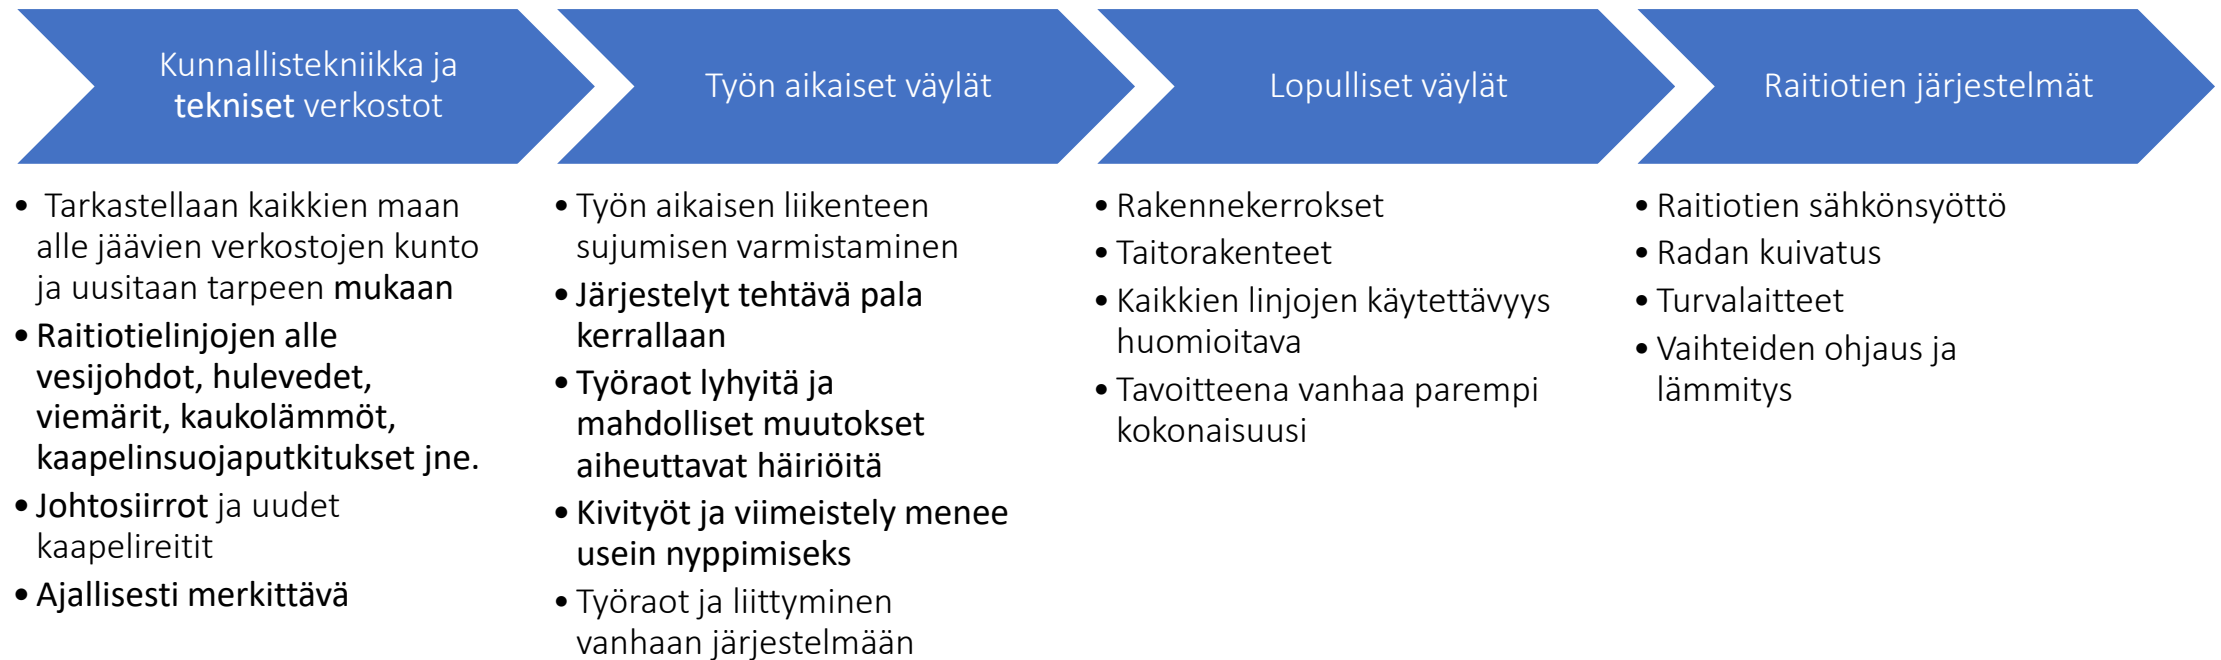 Kunnallistekniikka ja
tekniset verkostot
• Tarkastellaan kaikkien maan
alle jäävien verkostojen kunto
ja uusitaan tarpeen mukaan
• Raitiotielinjojen alle
vesijohdot, hulevedet,
viemärit, kaukolämmöt,
kaapelinsuojaputkitukset jne.
• Johtosiirrot ja uudet
kaapelireitit
• Ajallisesti merkittävä
Työn aikaiset väylät
• Työn aikaisen liikenteen
sujumisen varmistaminen
• Järjestelyt tehtävä pala
kerrallaan
• Työraot lyhyitä ja
mahdolliset muutokset
aiheuttavat häiriöitä
• Kivityöt ja viimeistely menee
usein nyppimiseks
• Työraot ja liittyminen
vanhaan järjestelmään
Lopulliset väylät
• Rakennekerrokset
• Taitorakenteet
• Kaikkien linjojen käytettävyys
huomioitava
• Tavoitteena vanhaa parempi
kokonaisuusi
Raitiotien järjestelmät
• Raitiotien sähkönsyöttö
• Radan kuivatus
• Turvalaitteet
• Vaihteiden ohjaus ja
lämmitys